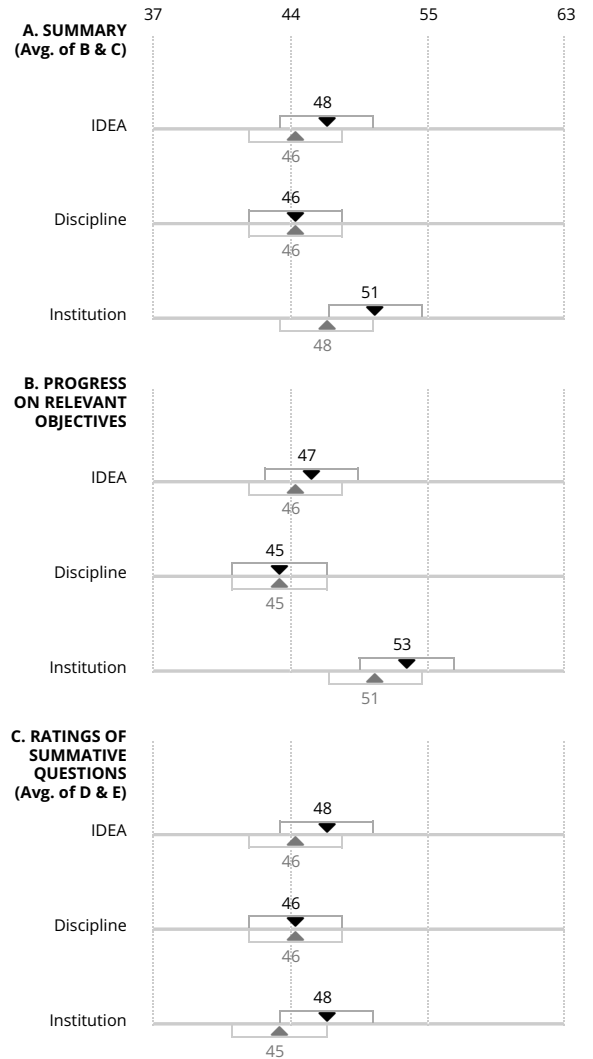 37 44 55 63
A. SUMMARY
(Avg. of B & C)
48
IDEA
46
46
Discipline
46
51
Institution
48
B. PROGRESS
ON RELEVANT
OBJECTIVES
47
IDEA
46
45
Discipline
45
53
Institution
51
C. RATINGS OF
SUMMATIVE
QUESTIONS
(Avg. of D & E)
48
IDEA
46
46
Discipline
46
48
Institution
45